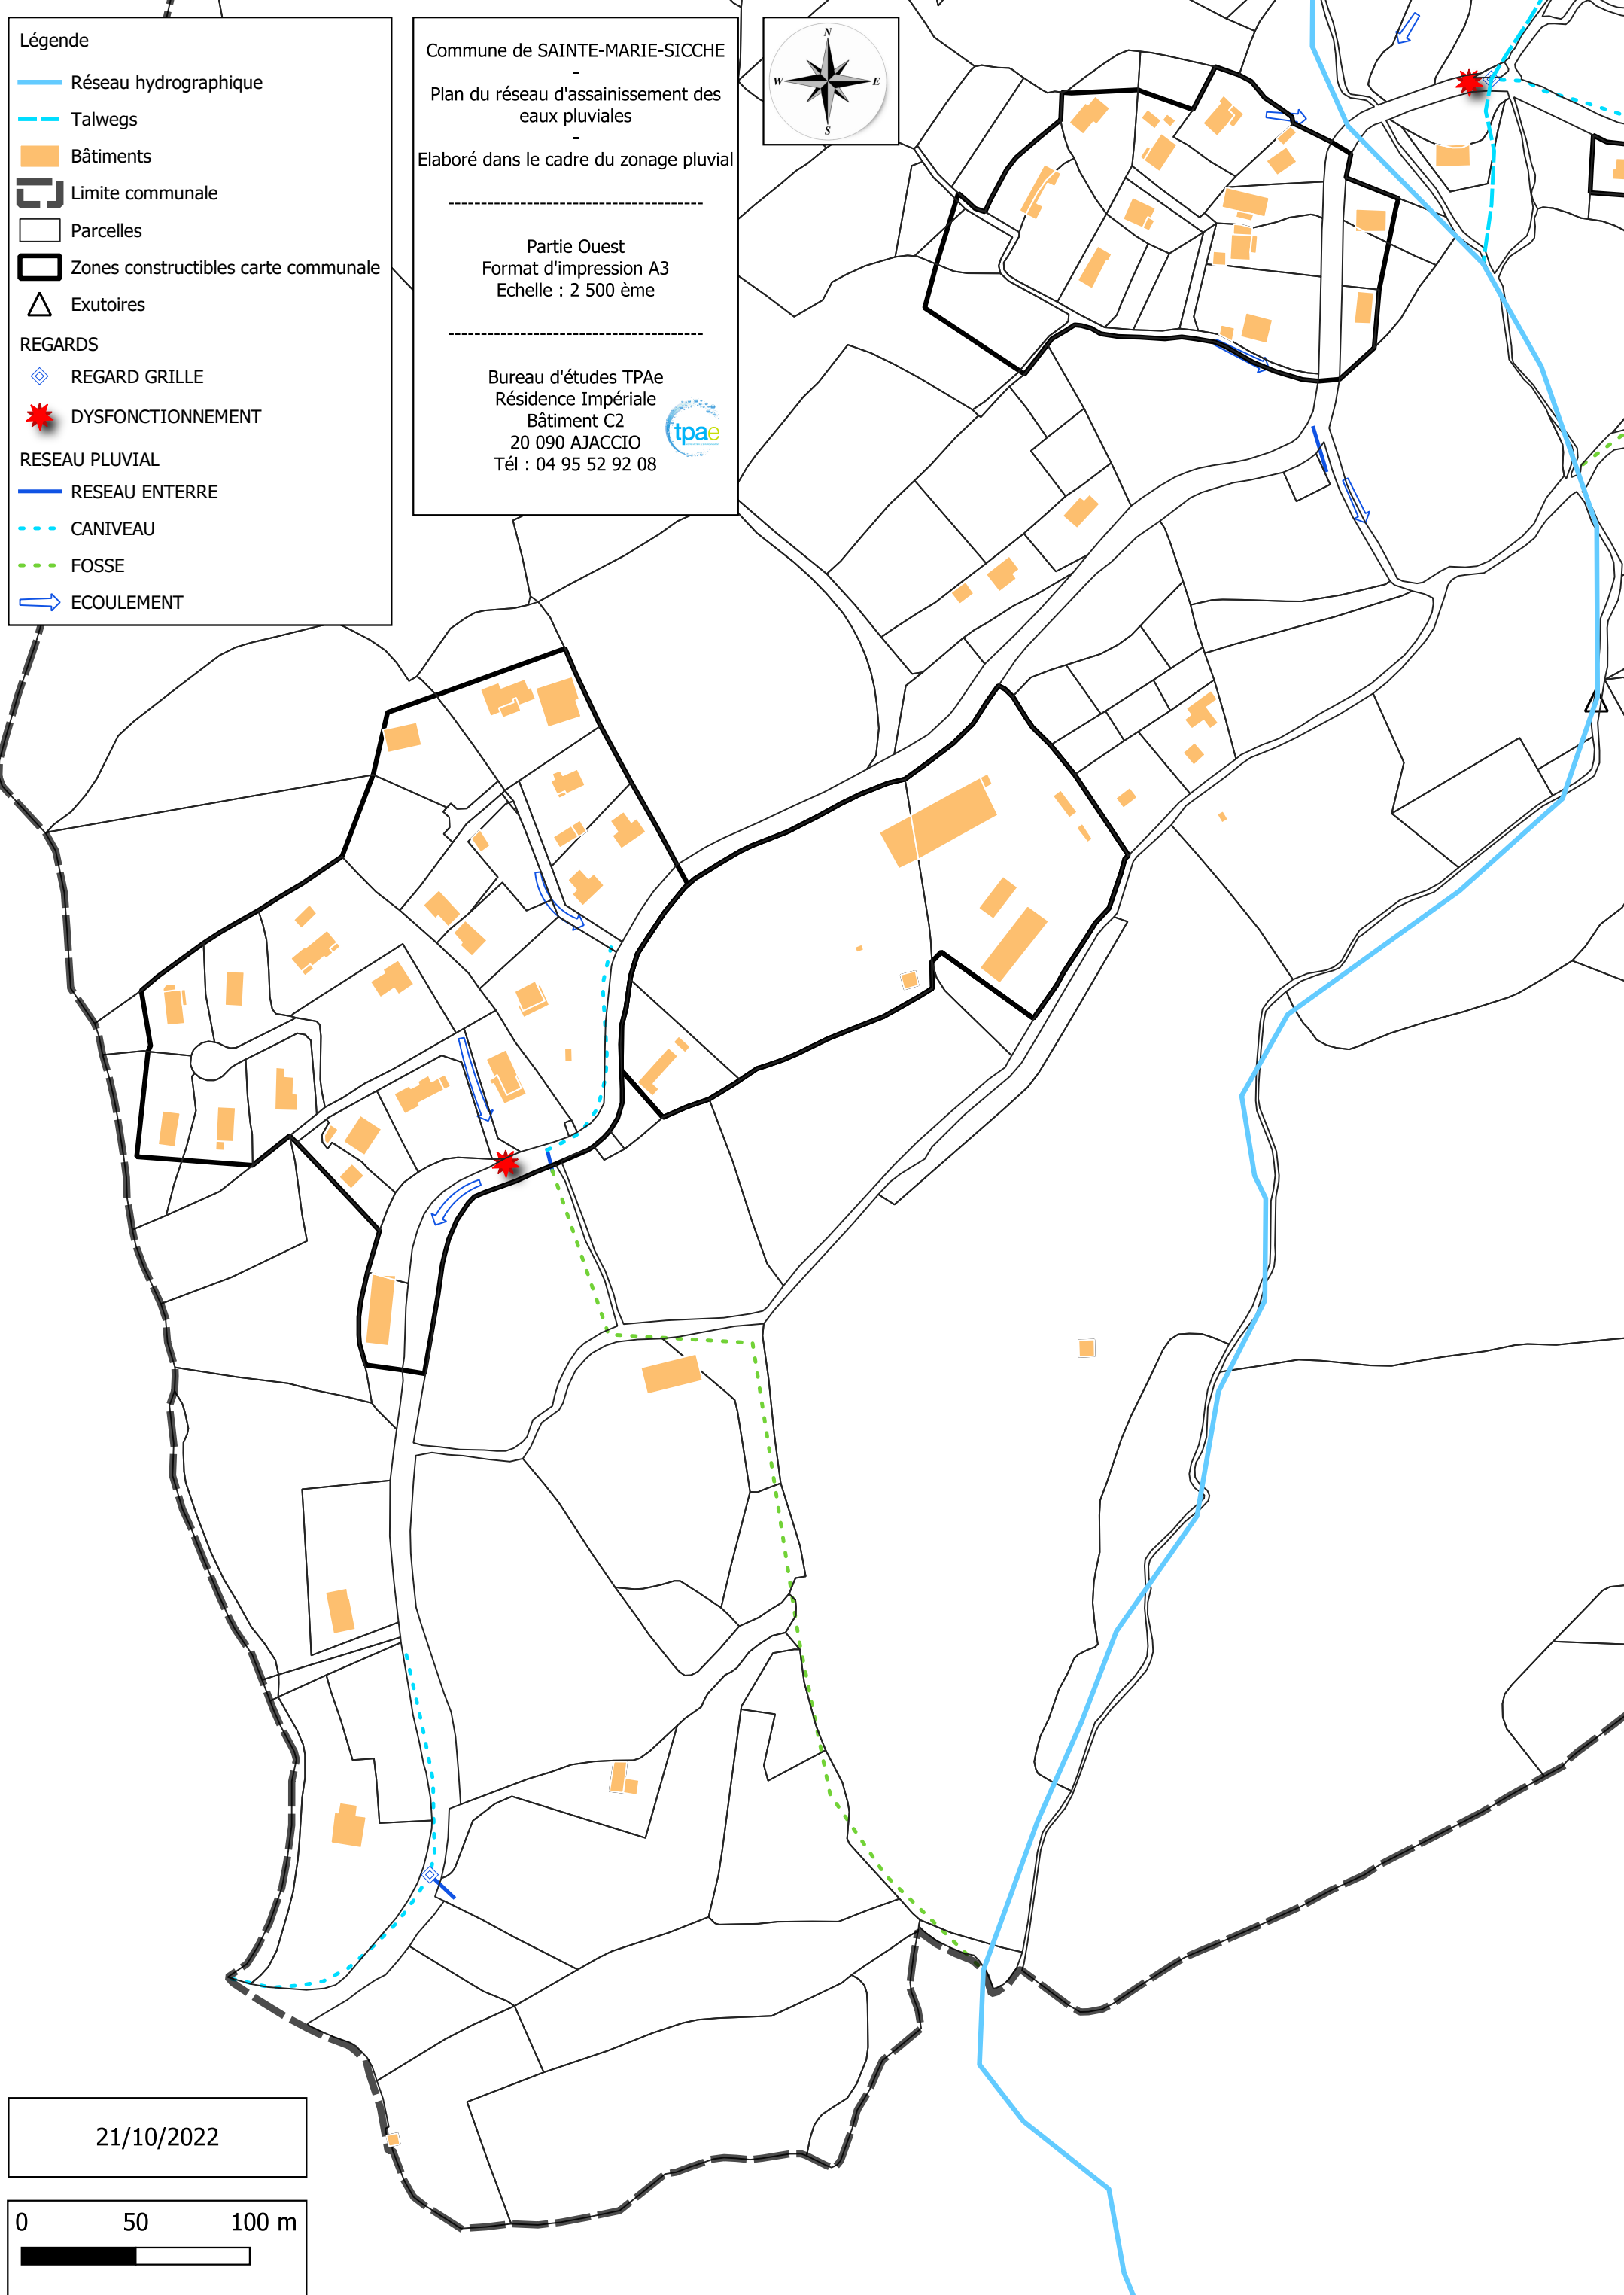 Légende
Réseau hydrographique
Talwegs
Bâtiments
Limite communale
Parcelles
Zones constructibles carte communale
Exutoires
REGARDS
REGARD GRILLE
DYSFONCTIONNEMENT
RESEAU PLUVIAL
RESEAU ENTERRE
CANIVEAU
FOSSE
ECOULEMENT
Commune de SAINTE-MARIE-SICCHE
-
Plan du réseau d'assainissement des
eaux pluviales
-
Elaboré dans le cadre du zonage pluvial
---------------------------------------
Partie Ouest
Format d'impression A3
Echelle : 2 500 ème
---------------------------------------
Bureau d'études TPAe
Résidence Impériale
Bâtiment C2
20 090 AJACCIO
Tél : 04 95 52 92 08
tpae
N
W E
S
21/10/2022
0 50 100 m